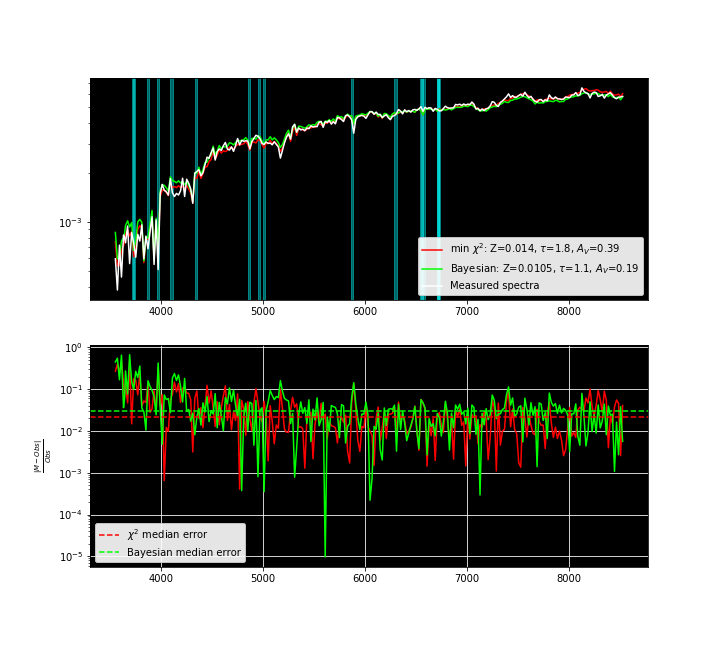 10⁻³
min χ²: Z=0.014, τ=1.8, A_V=0.39
Bayesian: Z=0.0105, τ=1.1, A_V=0.19
Measured spectra
4000 5000 6000 7000 8000
10⁰
10⁻¹
10⁻²
10⁻³
10⁻⁴
10⁻⁵
|M − Obs|
Obs
χ² median error
Bayesian median error
4000 5000 6000 7000 8000